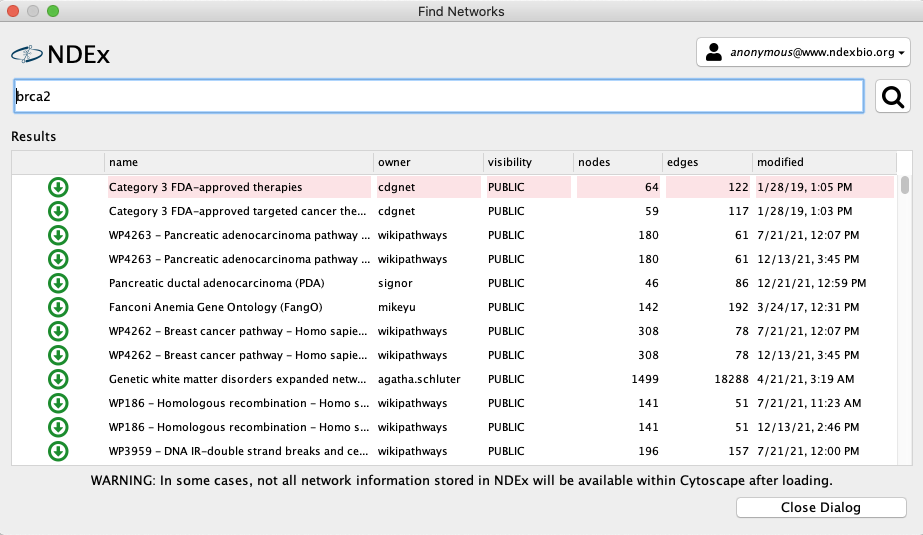 Find Networks
NDEx
anonymous@www.ndexbio.org
brca2
Results
name owner visibility nodes edges modified
Category 3 FDA-approved therapies cdgnet PUBLIC 64 122 1/28/19, 1:05 PM
Category 3 FDA-approved targeted cancer the... cdgnet PUBLIC 59 117 1/28/19, 1:03 PM
WP4263 - Pancreatic adenocarcinoma pathway ... wikipathways PUBLIC 180 61 7/21/21, 12:07 PM
WP4263 - Pancreatic adenocarcinoma pathway ... wikipathways PUBLIC 180 61 12/13/21, 3:45 PM
Pancreatic ductal adenocarcinoma (PDA) signor PUBLIC 46 86 12/21/21, 12:59 PM
Fanconi Anemia Gene Ontology (FangO) mikeyu PUBLIC 142 192 3/24/17, 12:31 PM
WP4262 - Breast cancer pathway - Homo sapie... wikipathways PUBLIC 308 78 7/21/21, 12:07 PM
WP4262 - Breast cancer pathway - Homo sapie... wikipathways PUBLIC 308 78 12/13/21, 3:45 PM
Genetic white matter disorders expanded netw... agatha.schluter PUBLIC 1499 18288 4/21/21, 3:19 AM
WP186 - Homologous recombination - Homo s... wikipathways PUBLIC 141 51 7/21/21, 11:23 AM
WP186 - Homologous recombination - Homo s... wikipathways PUBLIC 141 51 12/13/21, 2:46 PM
WP3959 - DNA IR-double strand breaks and ce... wikipathways PUBLIC 196 157 7/21/21, 12:00 PM
WARNING: In some cases, not all network information stored in NDEx will be available within Cytoscape after loading.
Close Dialog